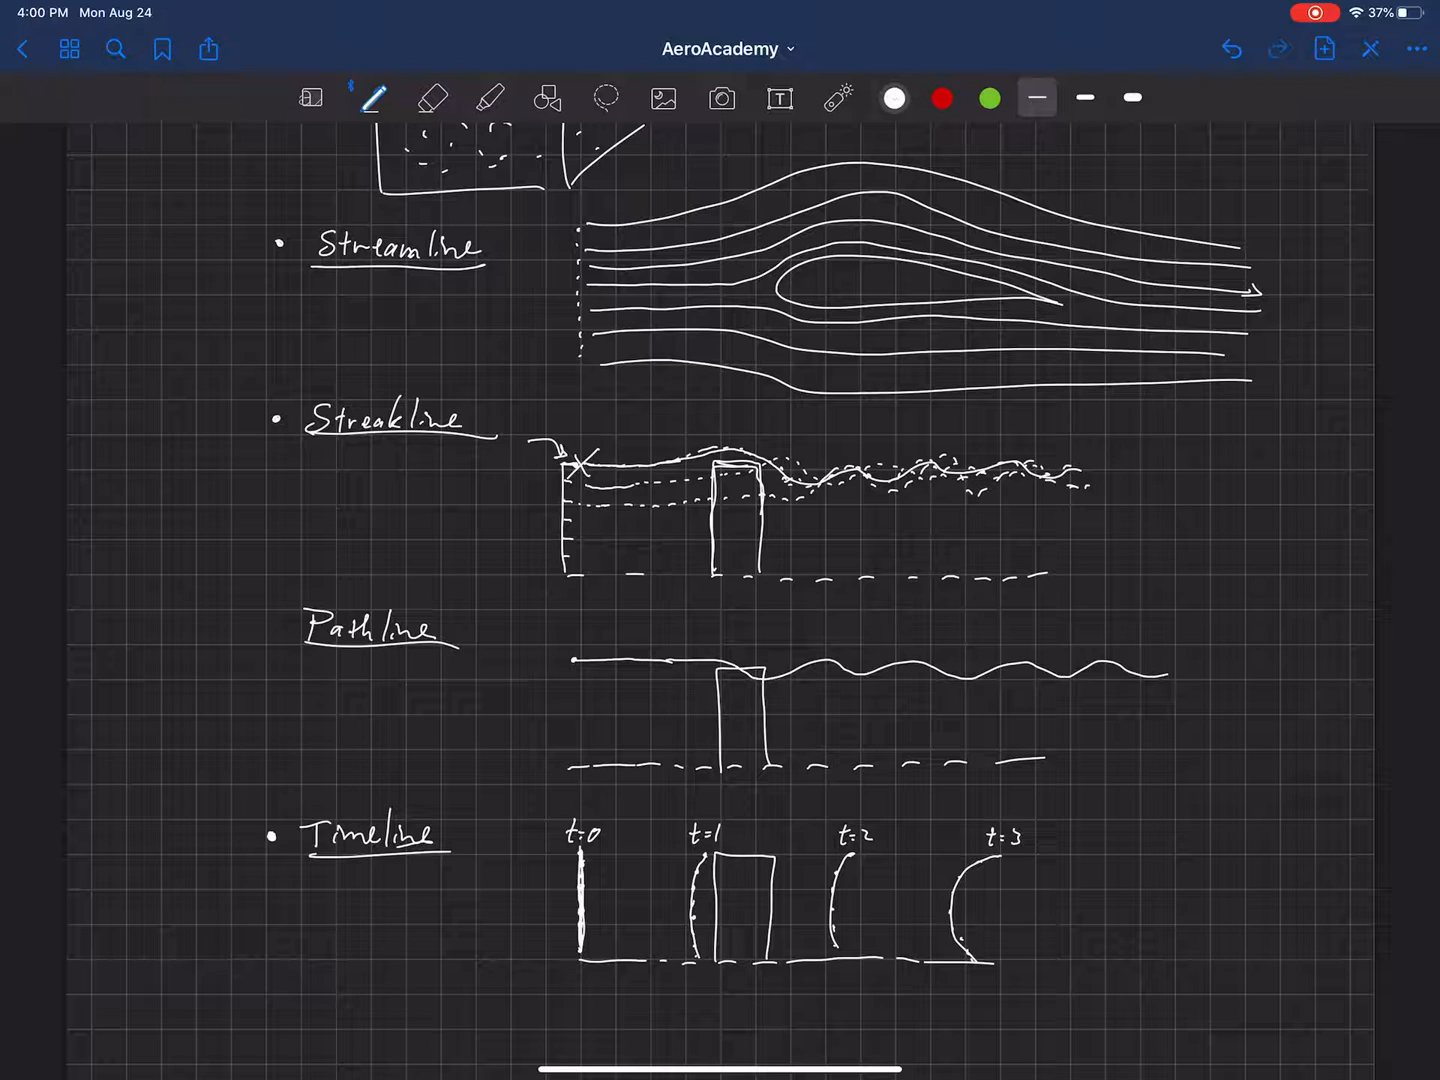 4:00 PM Mon Aug 24
37%
AeroAcademy
T
Streamline
Streakline
Pathline
Timeline
t=0 t=1 t=2 t=3